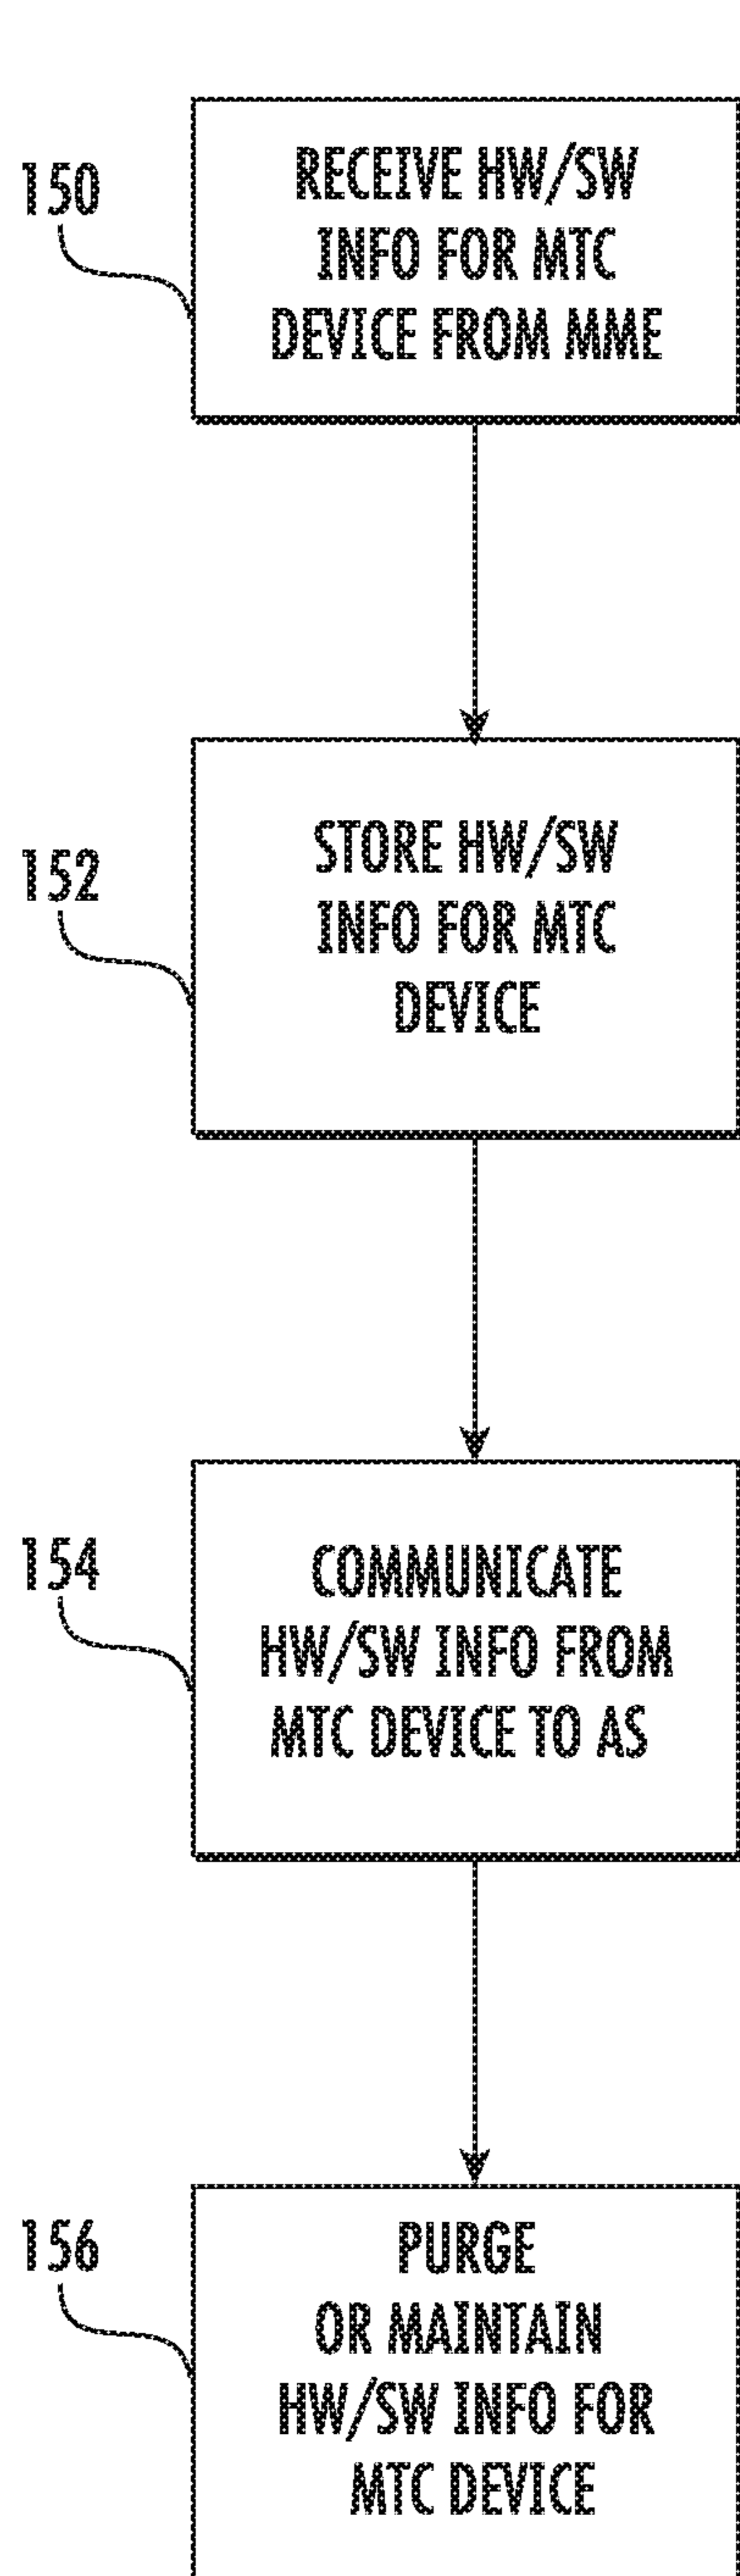 150
RECEIVE HW/SW
INFO FOR MTC
DEVICE FROM MME
152
STORE HW/SW
INFO FOR MTC
DEVICE
154
COMMUNICATE
HW/SW INFO FROM
MTC DEVICE TO AS
156
PURGE
OR MAINTAIN
HW/SW INFO FOR
MTC DEVICE